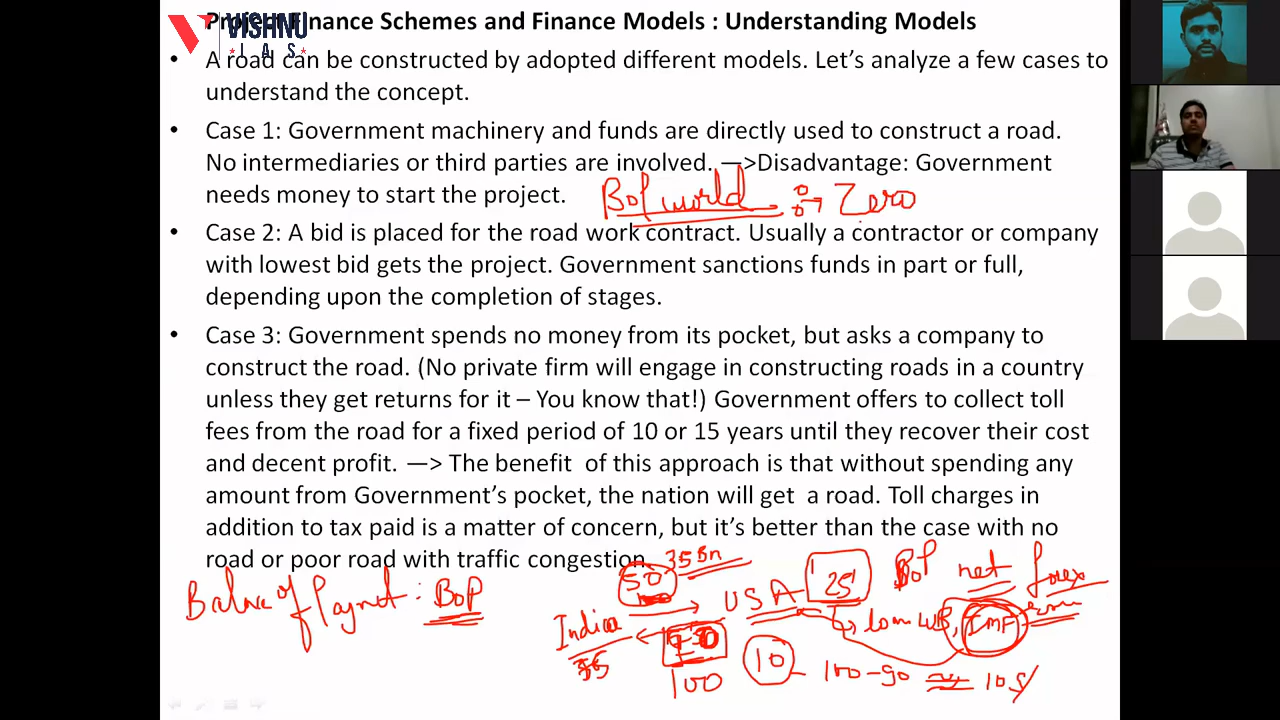 Project Finance Schemes and Finance Models : Understanding Models
VISHNU
IAS
• A road can be constructed by adopted different models. Let's analyze a few cases to
understand the concept.
• Case 1: Government machinery and funds are directly used to construct a road.
No intermediaries or third parties are involved. —>Disadvantage: Government
needs money to start the project.
BoP world : → Zero
• Case 2: A bid is placed for the road work contract. Usually a contractor or company
with lowest bid gets the project. Government sanctions funds in part or full,
depending upon the completion of stages.
• Case 3: Government spends no money from its pocket, but asks a company to
construct the road. (No private firm will engage in constructing roads in a country
unless they get returns for it – You know that!) Government offers to collect toll
fees from the road for a fixed period of 10 or 15 years until they recover their cost
and decent profit. —> The benefit of this approach is that without spending any
amount from Government's pocket, the nation will get a road. Toll charges in
addition to tax paid is a matter of concern, but it's better than the case with no
road or poor road with traffic congestion.
35 Bn
50
25
BoP net forex
Balance of Payment : BoP
USA
India
loan WB, IMF
35
100
10
100-90 10$